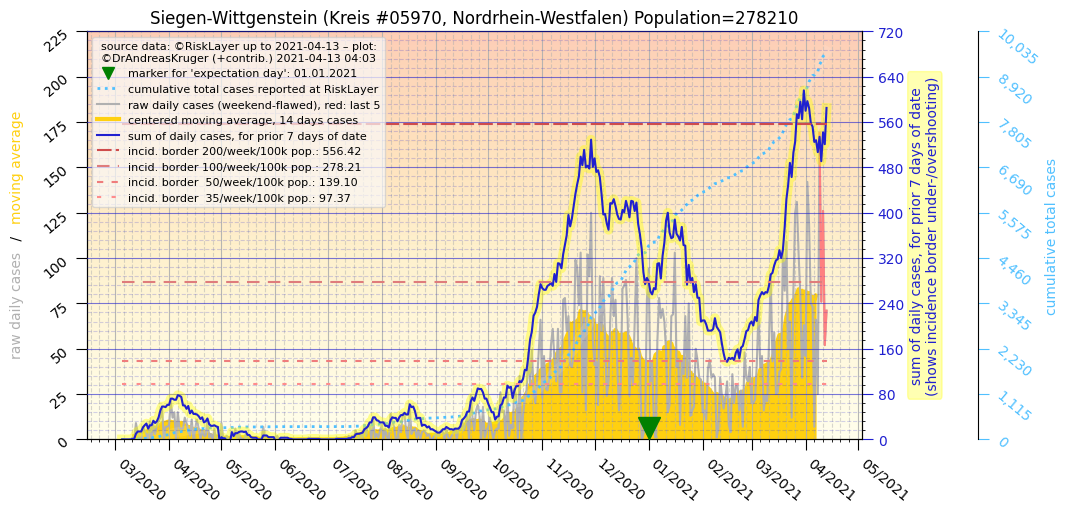 Siegen-Wittgenstein (Kreis #05970, Nordrhein-Westfalen) Population=278210
source data: ©RiskLayer up to 2021-04-13 – plot:
©DrAndreasKruger (+contrib.) 2021-04-13 04:03
marker for 'expectation day': 01.01.2021
cumulative total cases reported at RiskLayer
raw daily cases (weekend-flawed), red: last 5
centered moving average, 14 days cases
sum of daily cases, for prior 7 days of date
incid. border 200/week/100k pop.: 556.42
incid. border 100/week/100k pop.: 278.21
incid. border  50/week/100k pop.: 139.10
incid. border  35/week/100k pop.: 97.37
raw daily cases / moving average
225
200
175
150
125
100
75
50
25
0
03/2020
04/2020
05/2020
06/2020
07/2020
08/2020
09/2020
10/2020
11/2020
12/2020
01/2021
02/2021
03/2021
04/2021
05/2021
720
640
560
480
400
320
240
160
80
0
sum of daily cases, for prior 7 days of date
(shows incidence border under-/overshooting)
10,035
8,920
7,805
6,690
5,575
4,460
3,345
2,230
1,115
0
cumulative total cases